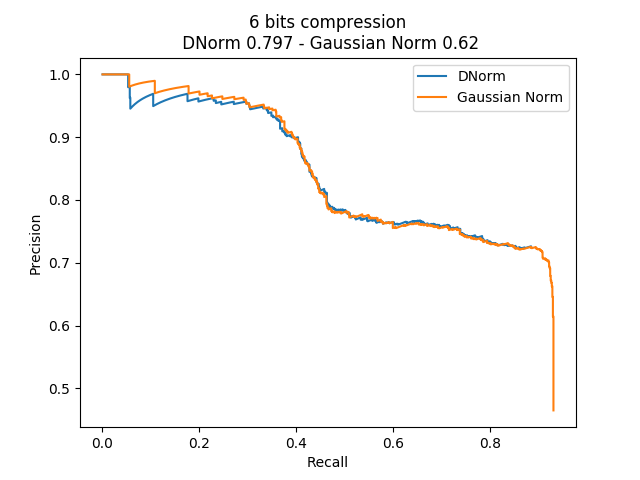 6 bits compression
DNorm 0.797 - Gaussian Norm 0.62
DNorm
Gaussian Norm
Precision
1.0
0.9
0.8
0.7
0.6
0.5
0.0 0.2 0.4 0.6 0.8
Recall